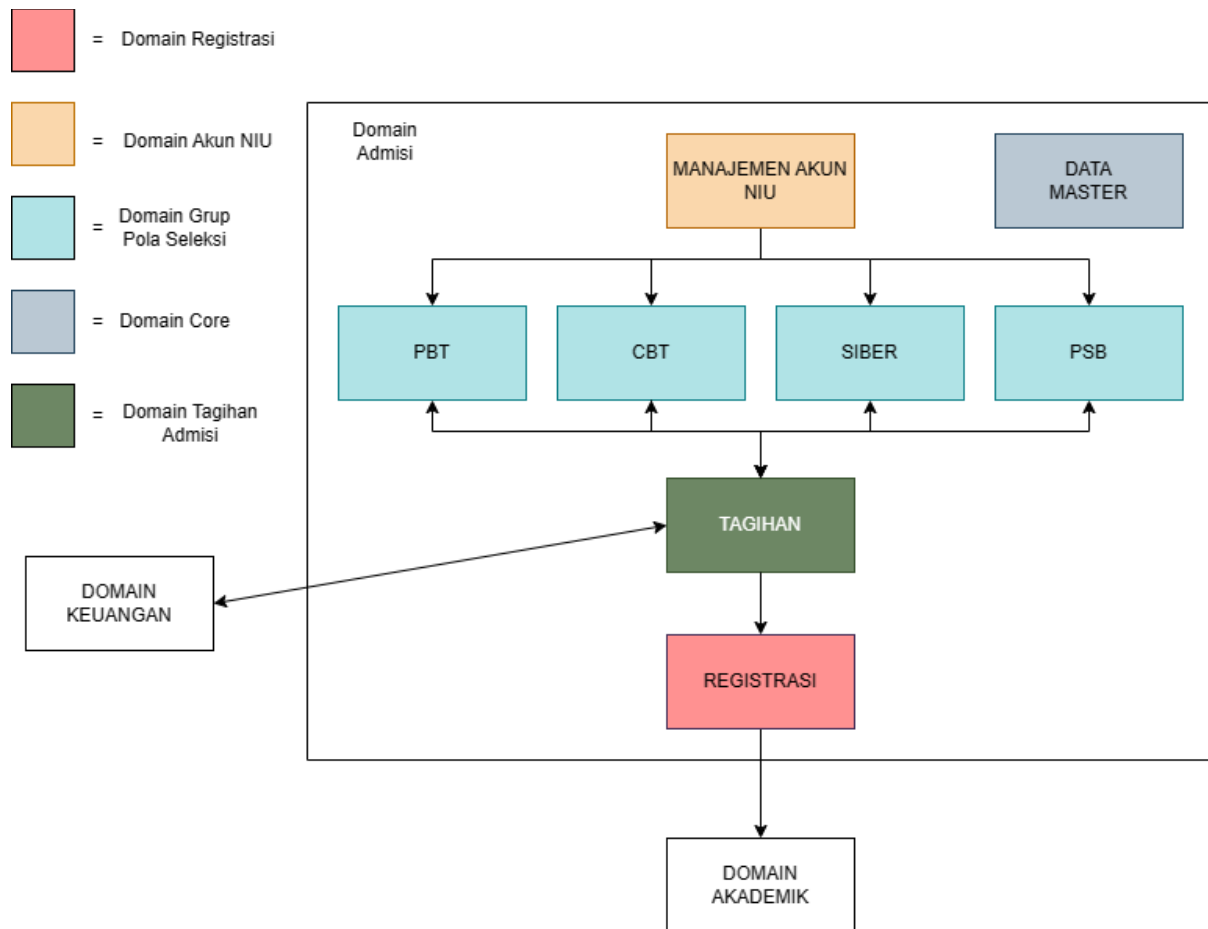 = Domain Registrasi
= Domain Akun NIU
= Domain Grup
Pola Seleksi
= Domain Core
= Domain Tagihan
Admisi
Domain
Admisi
MANAJEMEN AKUN
NIU
DATA
MASTER
PBT
CBT
SIBER
PSB
TAGIHAN
DOMAIN
KEUANGAN
REGISTRASI
DOMAIN
AKADEMIK